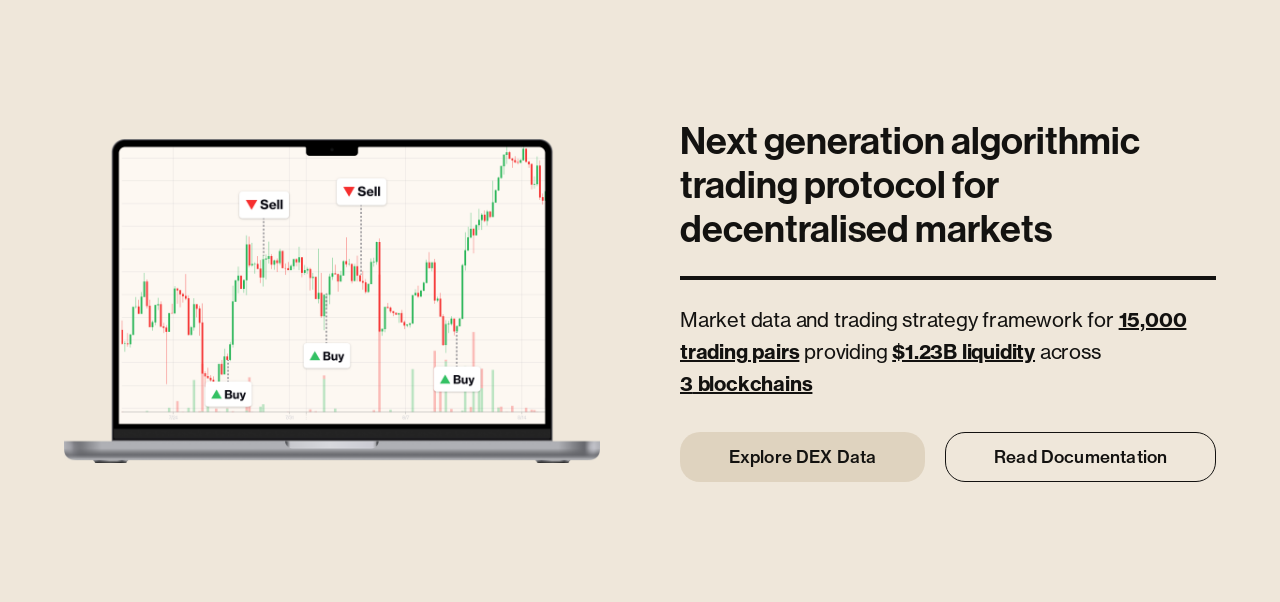 Sell
Sell
Buy
Buy
Buy
Next generation algorithmic
trading protocol for
decentralised markets
Market data and trading strategy framework for 15,000
trading pairs providing $1.23B liquidity across
3 blockchains
Explore DEX Data
Read Documentation